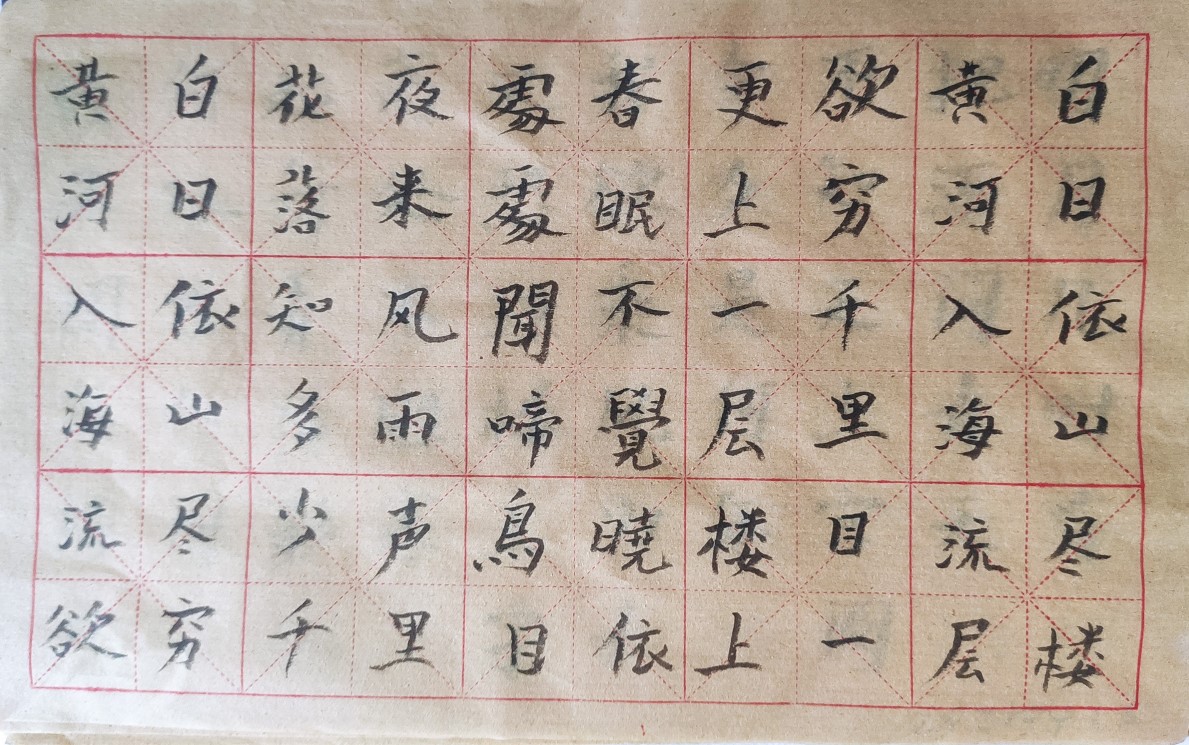 白日依山尽楼
黄河入海流层
欲穷千里目一
更上一层楼上
春眠不覺曉依
處處聞啼鳥目
夜来风雨声里
花落知多少千
白日依山尽穷
黄河入海流欲